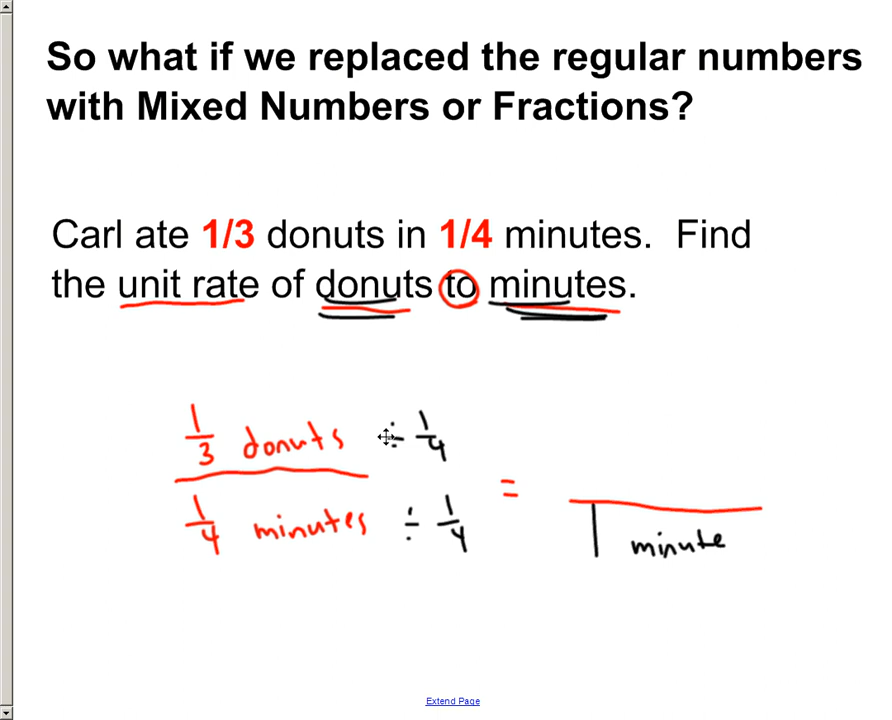 So what if we replaced the regular numbers
with Mixed Numbers or Fractions?
Carl ate 1/3 donuts in 1/4 minutes. Find
the unit rate of donuts to minutes.
1/3 donuts ÷ 1/4
=
1/4 minutes ÷ 1/4
1 minute
Extend Page